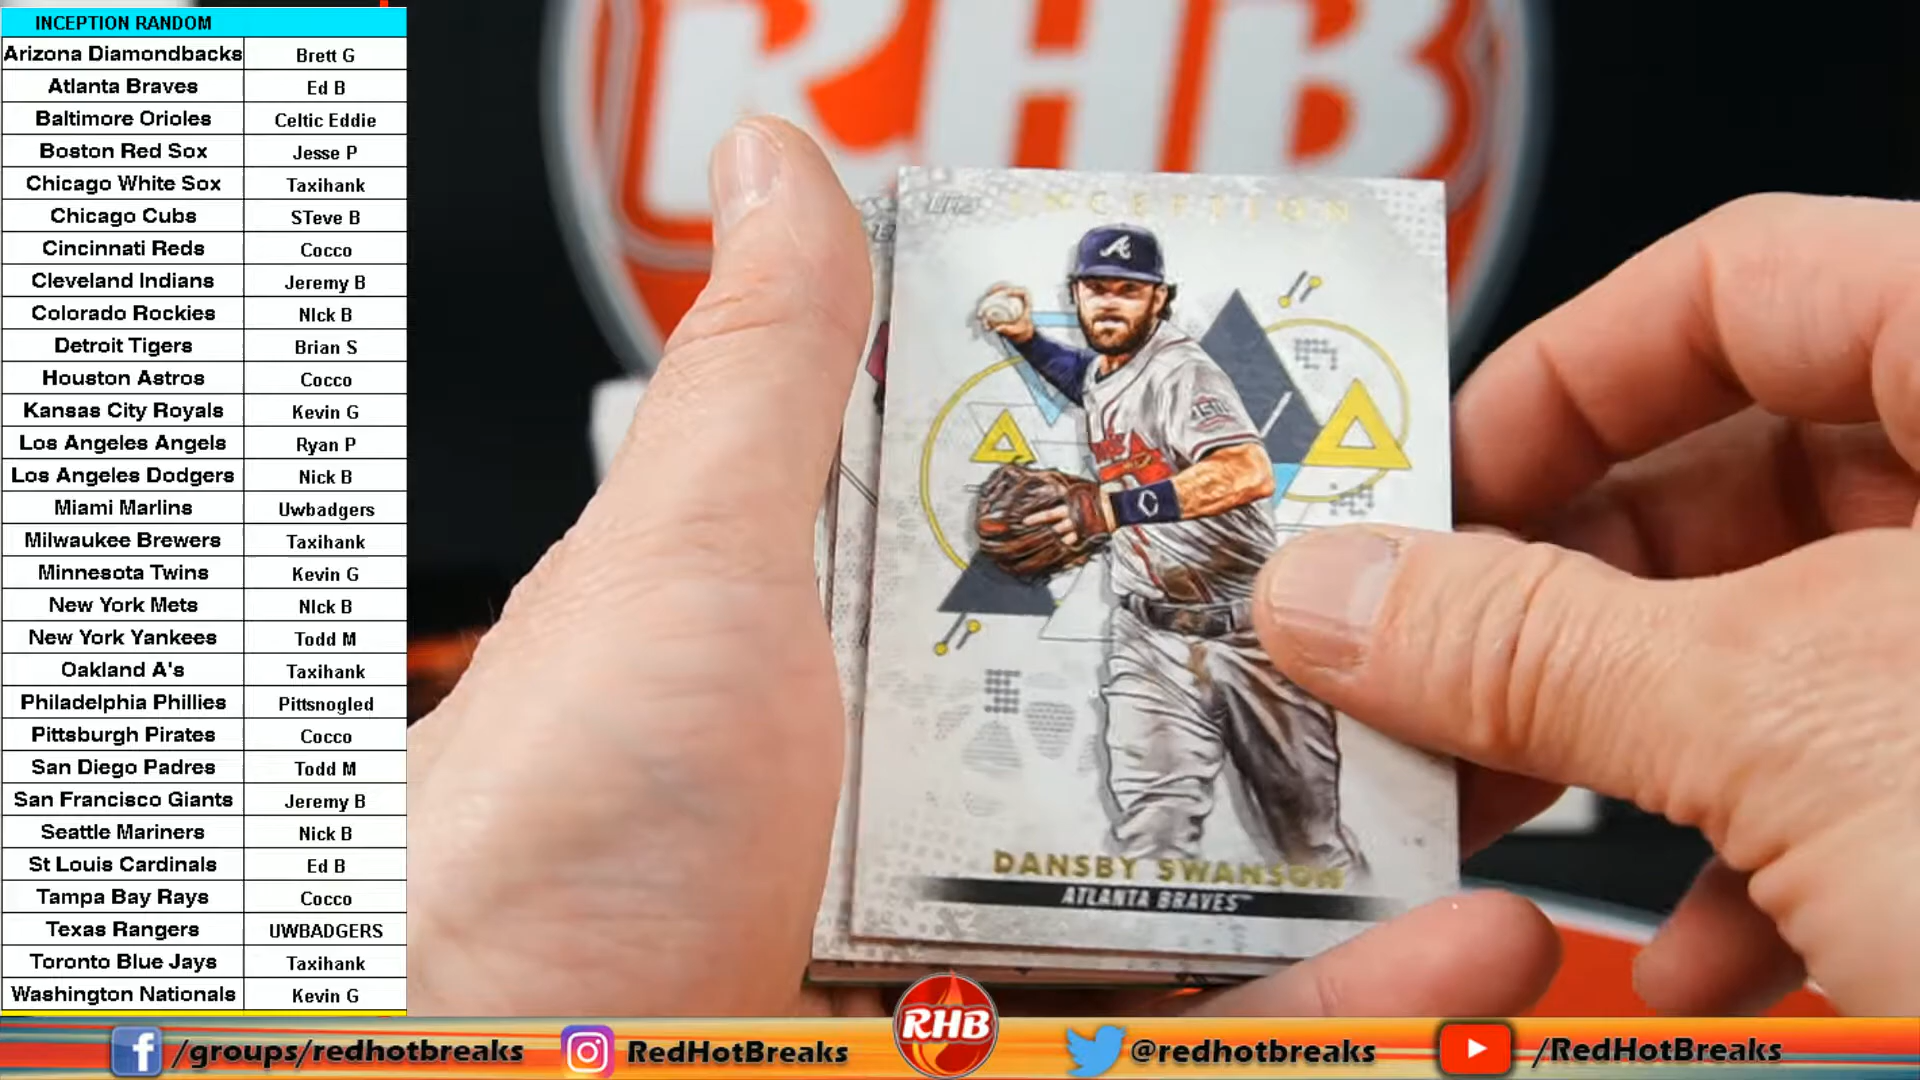 INCEPTION RANDOM
Arizona Diamondbacks Brett G
Atlanta Braves Ed B
Baltimore Orioles Celtic Eddie
Boston Red Sox Jesse P
Chicago White Sox Taxihank
Chicago Cubs STeve B
Cincinnati Reds Cocco
Cleveland Indians Jeremy B
Colorado Rockies NIck B
Detroit Tigers Brian S
Houston Astros Cocco
Kansas City Royals Kevin G
Los Angeles Angels Ryan P
Los Angeles Dodgers Nick B
Miami Marlins Uwbadgers
Milwaukee Brewers Taxihank
Minnesota Twins Kevin G
New York Mets NIck B
New York Yankees Todd M
Oakland A's Taxihank
Philadelphia Phillies Pittsnogled
Pittsburgh Pirates Cocco
San Diego Padres Todd M
San Francisco Giants Jeremy B
Seattle Mariners Nick B
St Louis Cardinals Ed B
Tampa Bay Rays Cocco
Texas Rangers UWBADGERS
Toronto Blue Jays Taxihank
Washington Nationals Kevin G
RHB
INCEPTION
A
DANSBY SWANSON
ATLANTA BRAVES™
/groups/redhotbreaks
RedHotBreaks
RHB
@redhotbreaks
/RedHotBreaks